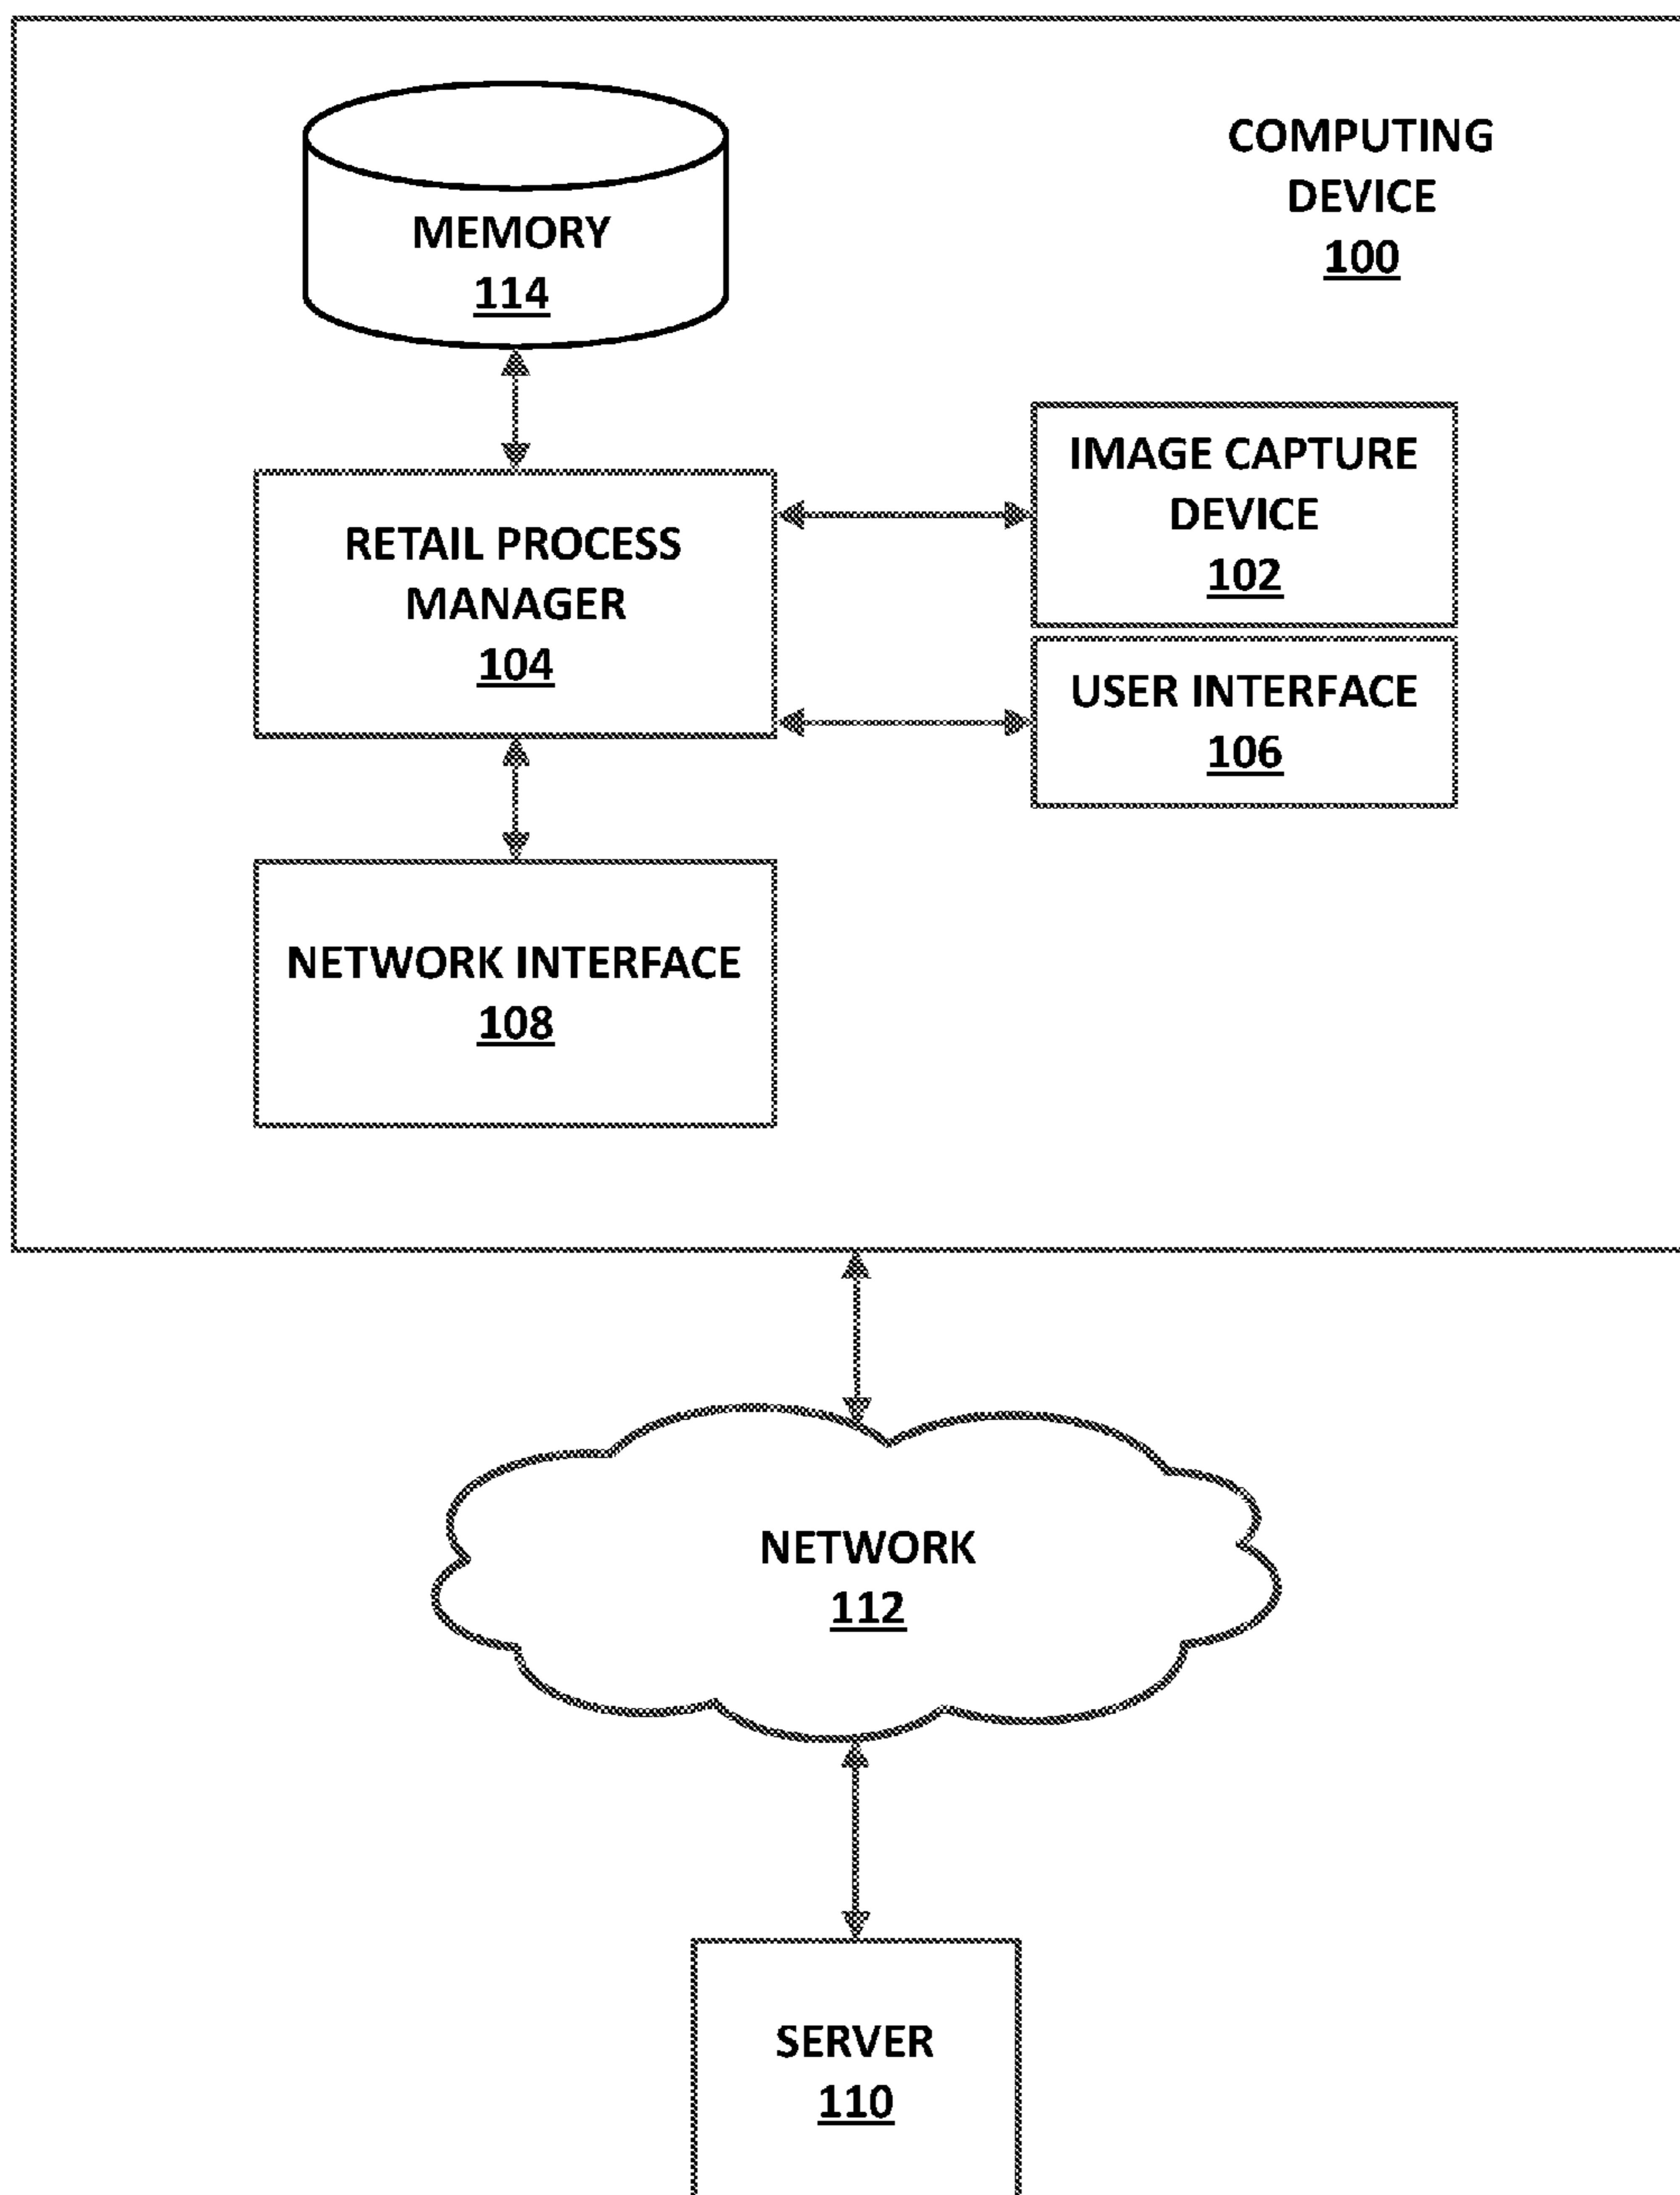 COMPUTING
DEVICE
100
MEMORY
114
IMAGE CAPTURE
DEVICE
102
RETAIL PROCESS
MANAGER
104
USER INTERFACE
106
NETWORK INTERFACE
108
NETWORK
112
SERVER
110